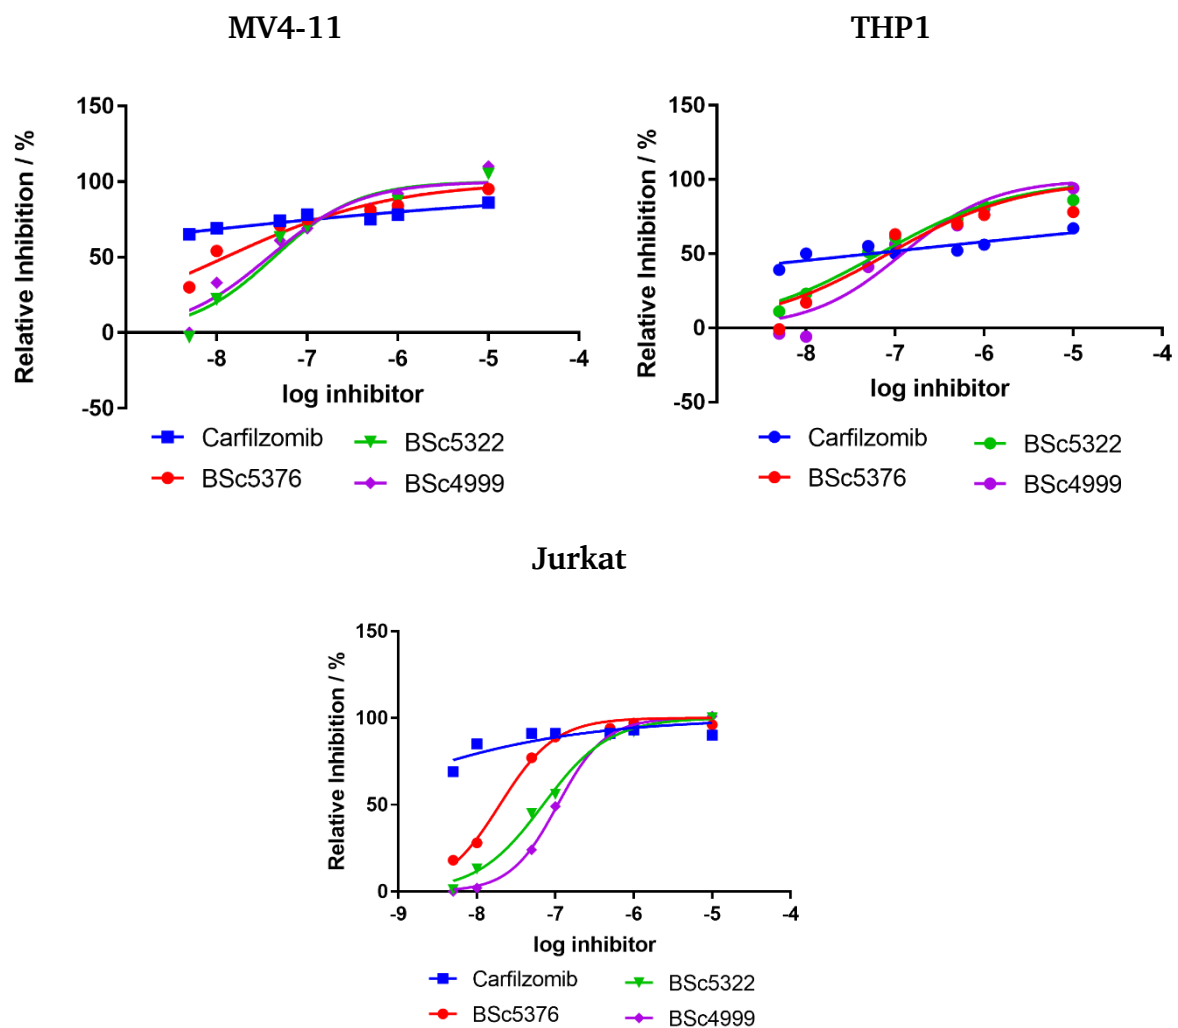 MV4-11
THP1
Relative Inhibition / %
150
100
50
0
-50
-8
-7
-6
-5
-4
log inhibitor
Carfilzomib
BSc5322
BSc5376
BSc4999
Relative Inhibition / %
150
100
50
0
-50
-8
-7
-6
-5
-4
log inhibitor
Carfilzomib
BSc5322
BSc5376
BSc4999
Jurkat
Relative Inhibition / %
150
100
50
0
-9
-8
-7
-6
-5
-4
log inhibitor
Carfilzomib
BSc5322
BSc5376
BSc4999